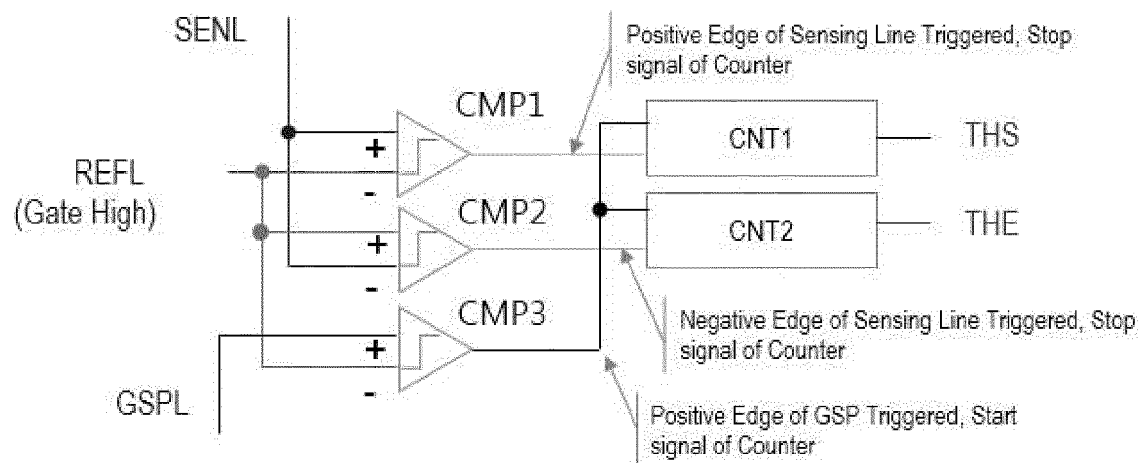 SENL
Positive Edge of Sensing Line Triggered, Stop
signal of Counter
CMP1
+
-
CNT1
THS
REFL
(Gate High)
CMP2
+
-
CNT2
THE
CMP3
+
-
Negative Edge of Sensing Line Triggered, Stop
signal of Counter
GSPL
Positive Edge of GSP Triggered, Start
signal of Counter